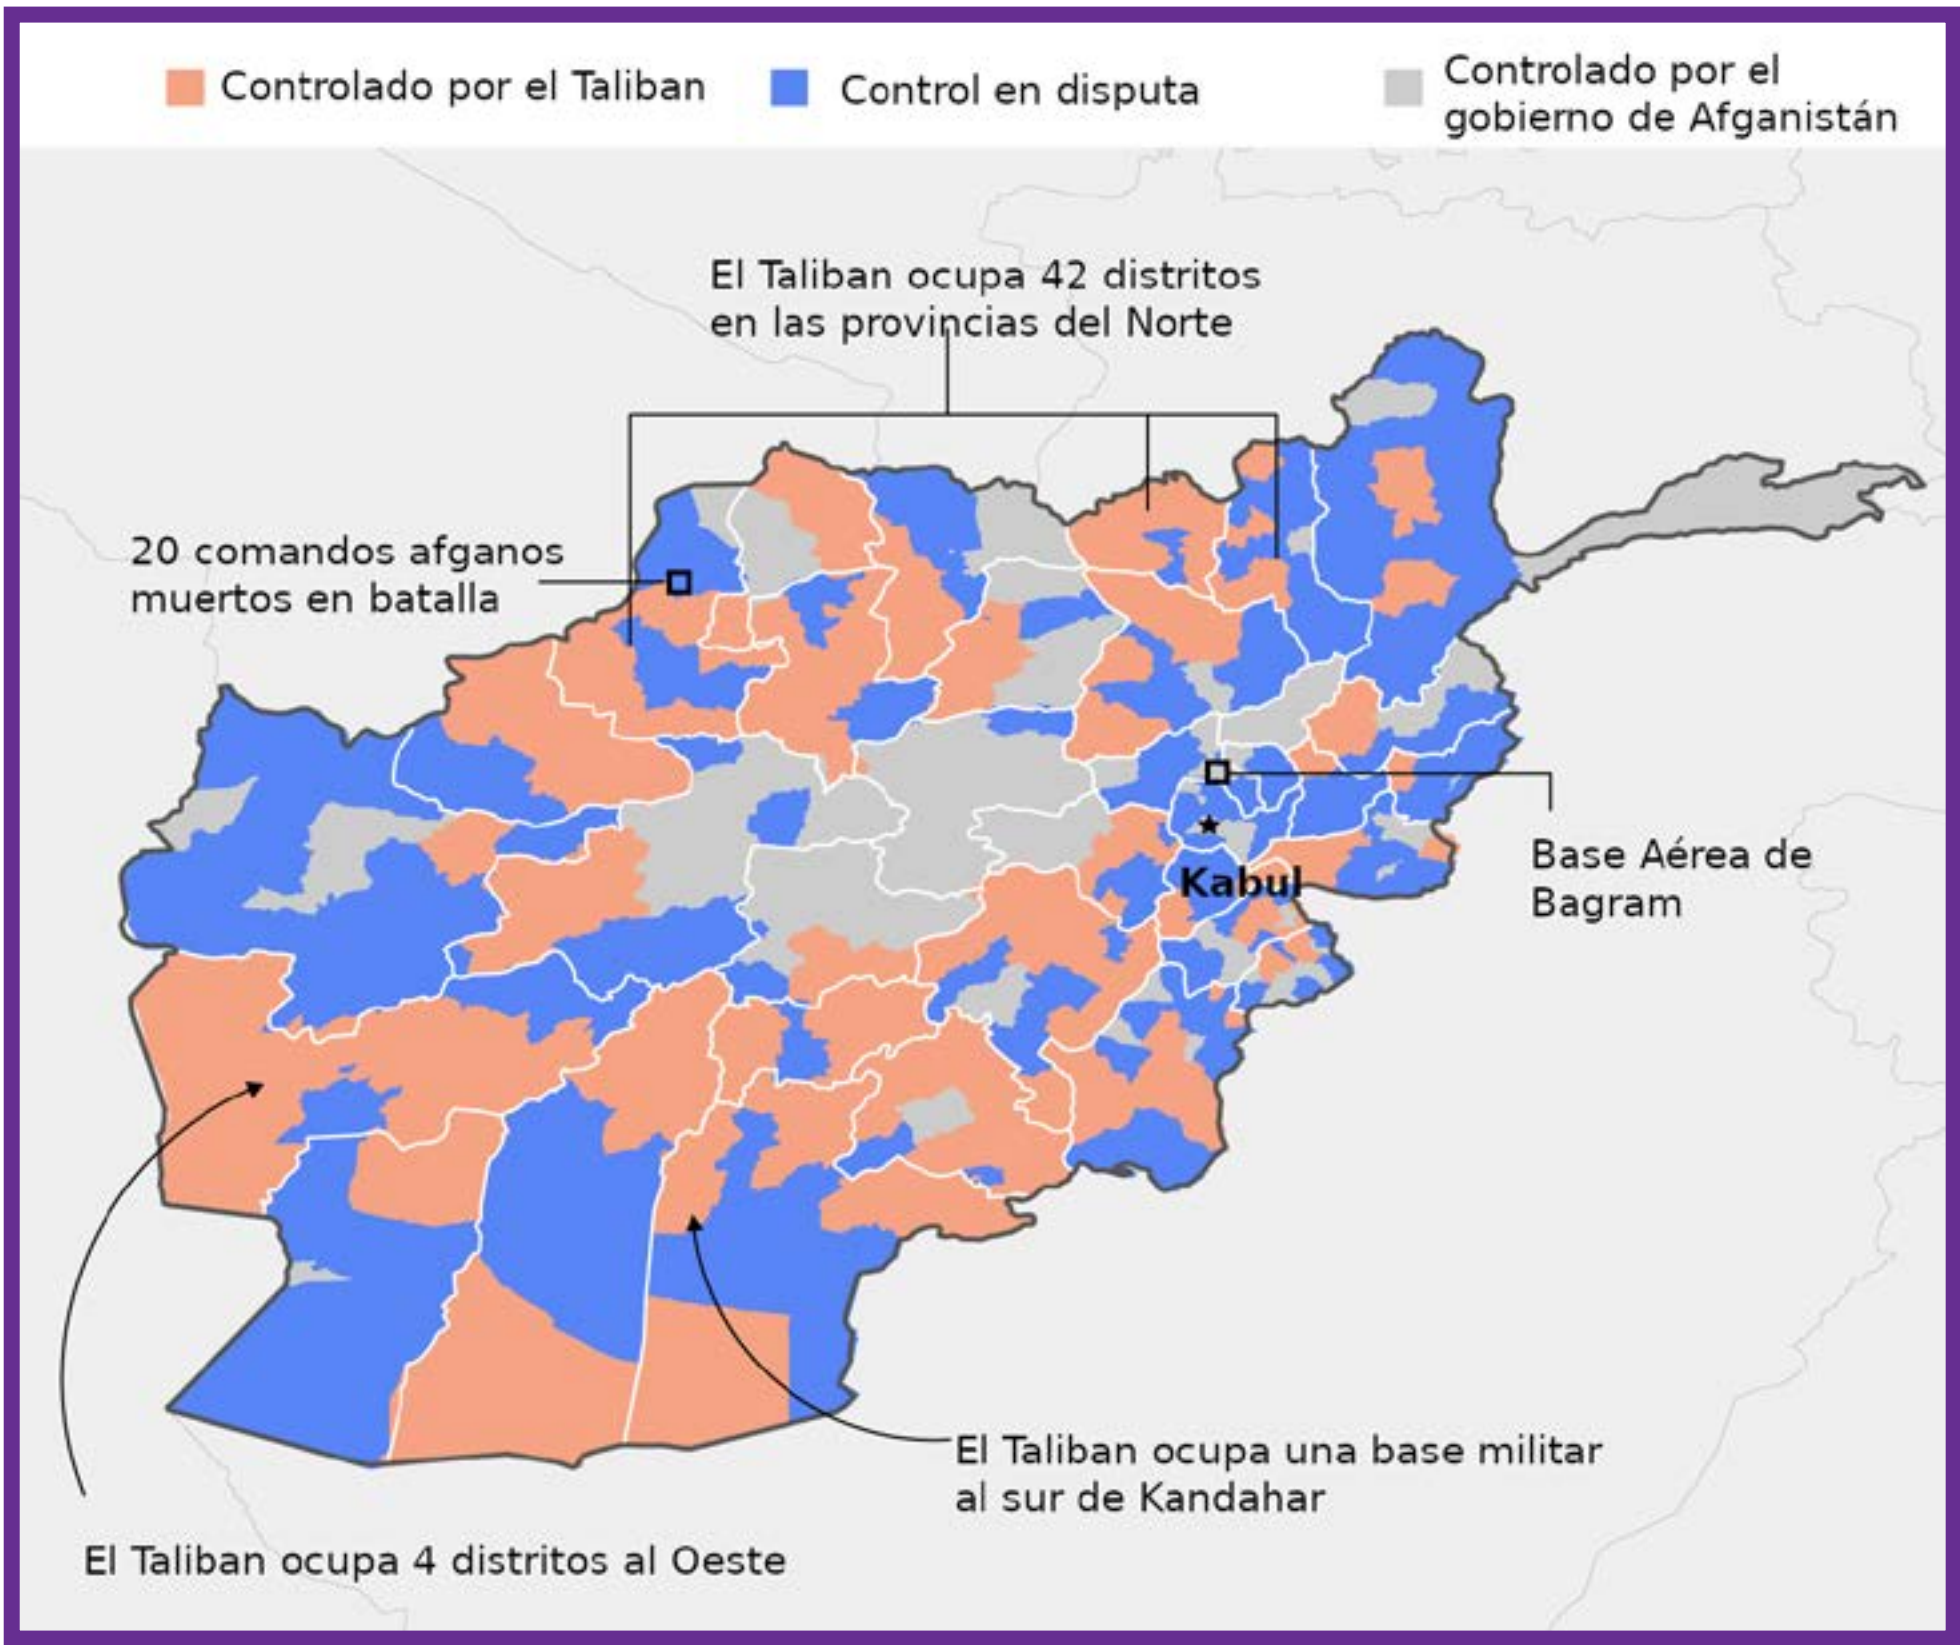 Controlado por el Taliban
Control en disputa
Controlado por el
gobierno de Afganistán
El Taliban ocupa 42 distritos
en las provincias del Norte
20 comandos afganos
muertos en batalla
Base Aérea de
Bagram
Kabul
El Taliban ocupa una base militar
al sur de Kandahar
El Taliban ocupa 4 distritos al Oeste